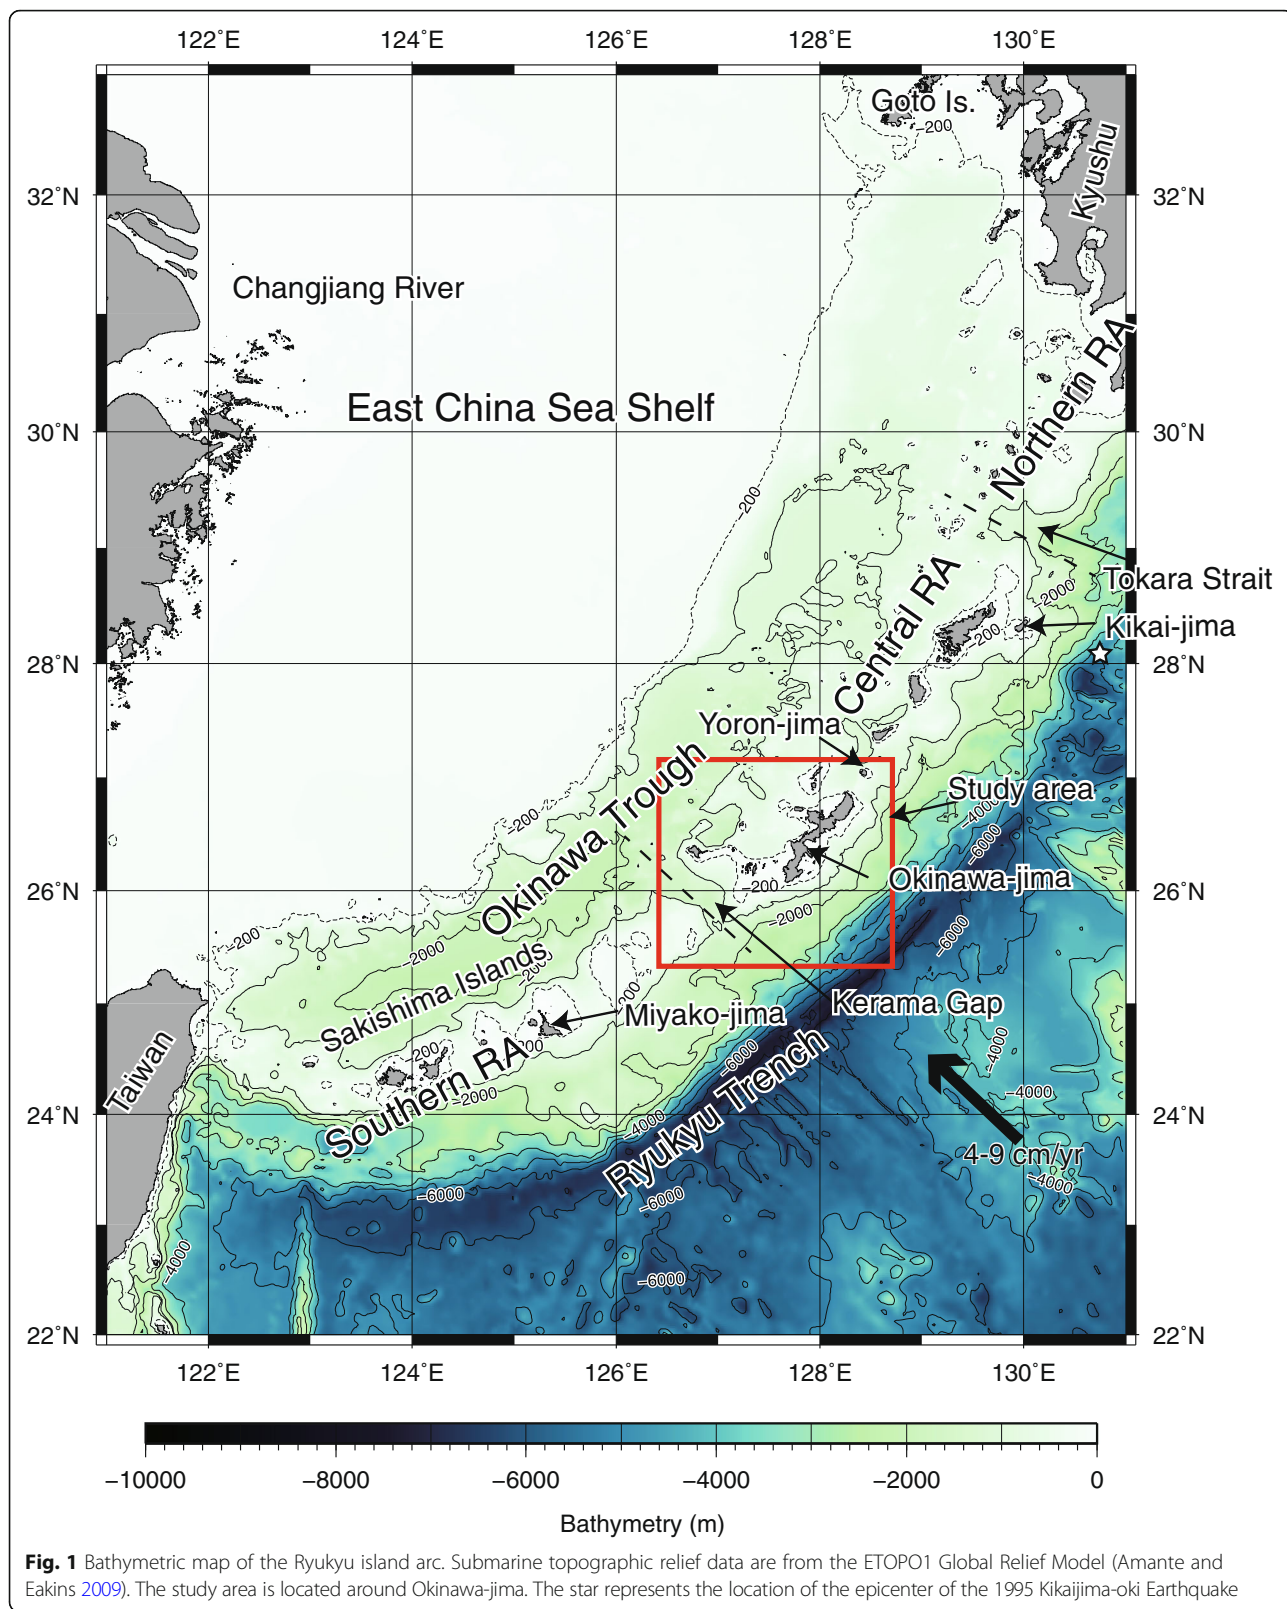 122˚E 124˚E 126˚E 128˚E 130˚E
Goto Is.
−200
Kyushu
32˚N 32˚N
Changjiang River
Northern RA
East China Sea Shelf
30˚N 30˚N
−200
Central RA
Tokara Strait
−2000
Kikai-jima
−200
28˚N 28˚N
Yoron-jima
Okinawa Trough
Study area
−4000
−200
−6000
Okinawa-jima
26˚N 26˚N
−200
−2000
−200
−6000
−2000
Sakishima Islands
−2000
−200
Kerama Gap
Miyako-jima
−200
−200
−6000
−4000
Taiwan
Southern RA
Ryukyu Trench
−2000
−4000
24˚N 24˚N
−4000
4-9 cm/yr
−4000
−6000
−6000
−4000
−6000
22˚N 22˚N
122˚E 124˚E 126˚E 128˚E 130˚E
−10000 −8000 −6000 −4000 −2000 0
Bathymetry (m)
Fig. 1 Bathymetric map of the Ryukyu island arc. Submarine topographic relief data are from the ETOPO1 Global Relief Model (Amante and
Eakins 2009). The study area is located around Okinawa-jima. The star represents the location of the epicenter of the 1995 Kikaijima-oki Earthquake